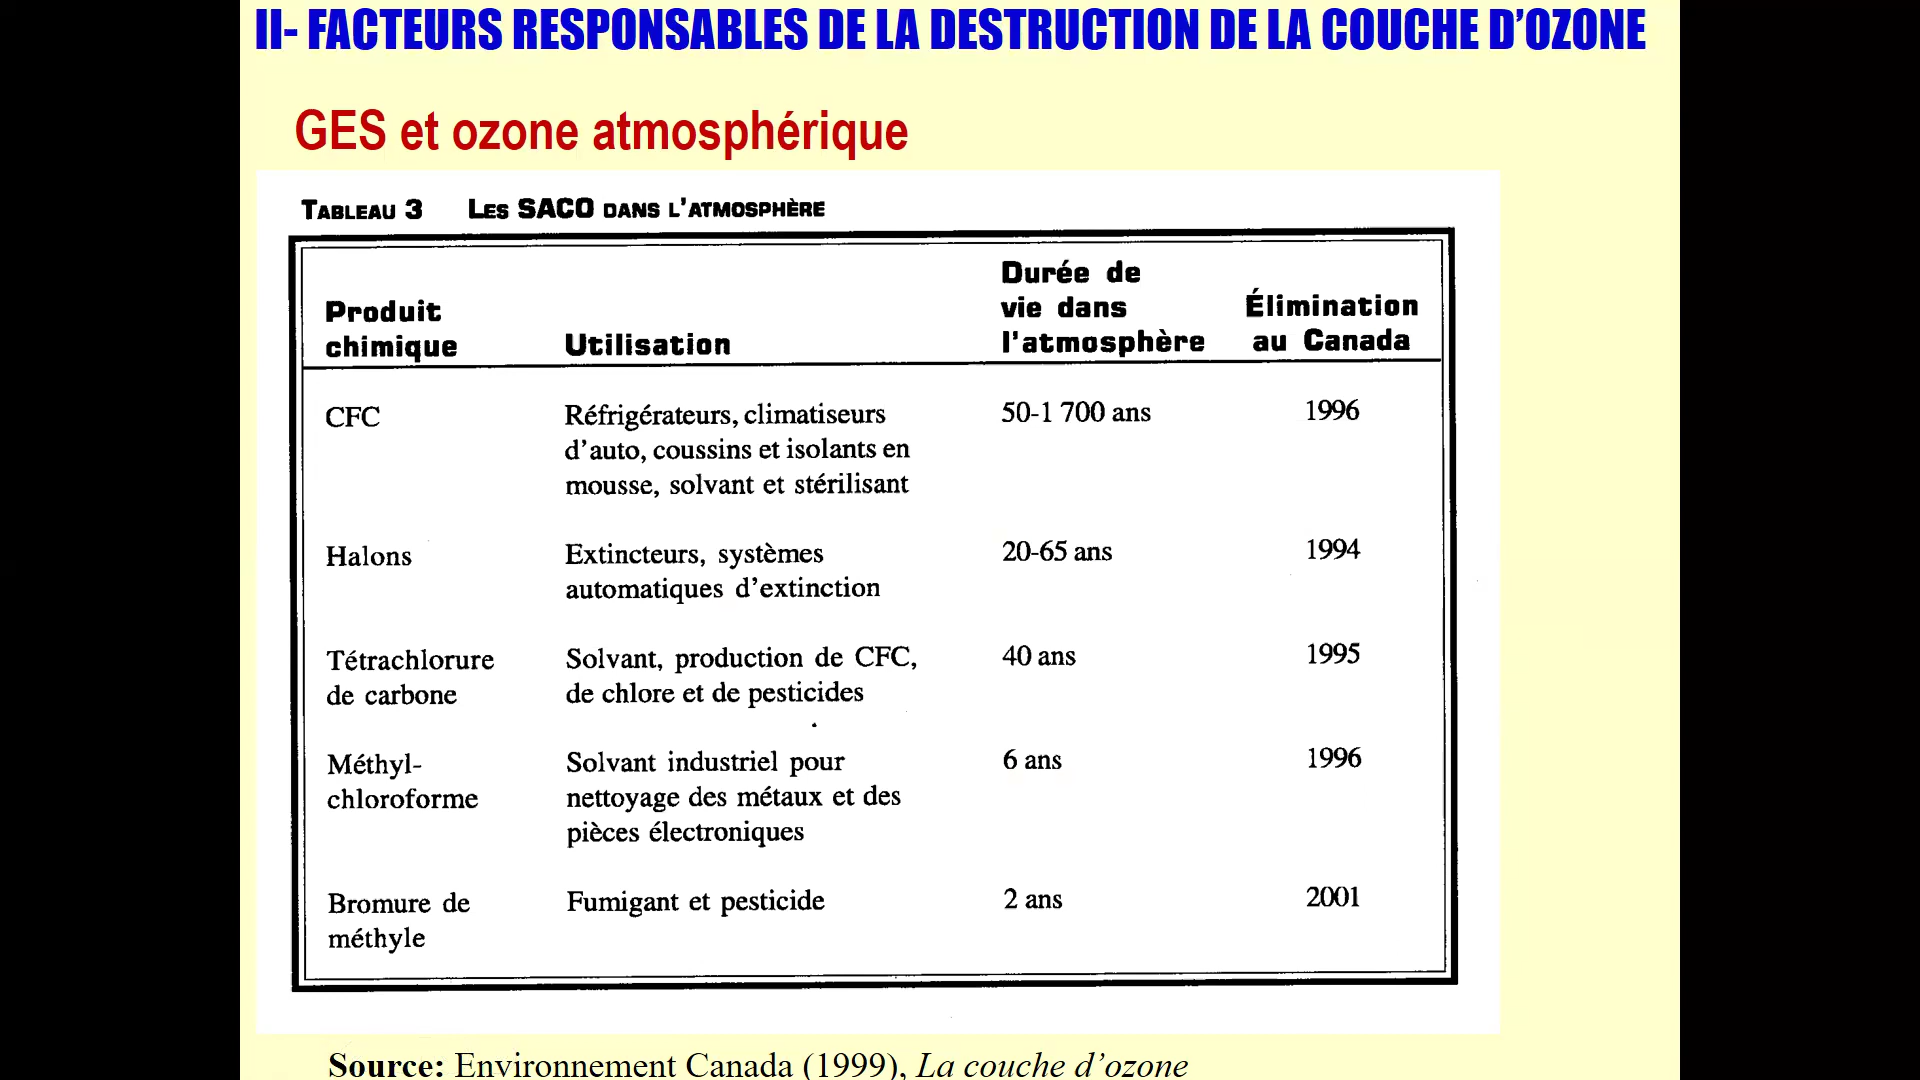 II- FACTEURS RESPONSABLES DE LA DESTRUCTION DE LA COUCHE D’OZONE
GES et ozone atmosphérique
TABLEAU 3 LES SACO DANS L'ATMOSPHÈRE
Produit chimique
Utilisation
Durée de vie dans l'atmosphère
Élimination au Canada
CFC
Réfrigérateurs, climatiseurs
d'auto, coussins et isolants en
mousse, solvant et stérilisant
50-1 700 ans
1996
Halons
Extincteurs, systèmes
automatiques d'extinction
20-65 ans
1994
Tétrachlorure
de carbone
Solvant, production de CFC,
de chlore et de pesticides
40 ans
1995
Méthyl-
chloroforme
Solvant industriel pour
nettoyage des métaux et des
pièces électroniques
6 ans
1996
Bromure de
méthyle
Fumigant et pesticide
2 ans
2001
Source: Environnement Canada (1999), La couche d’ozone